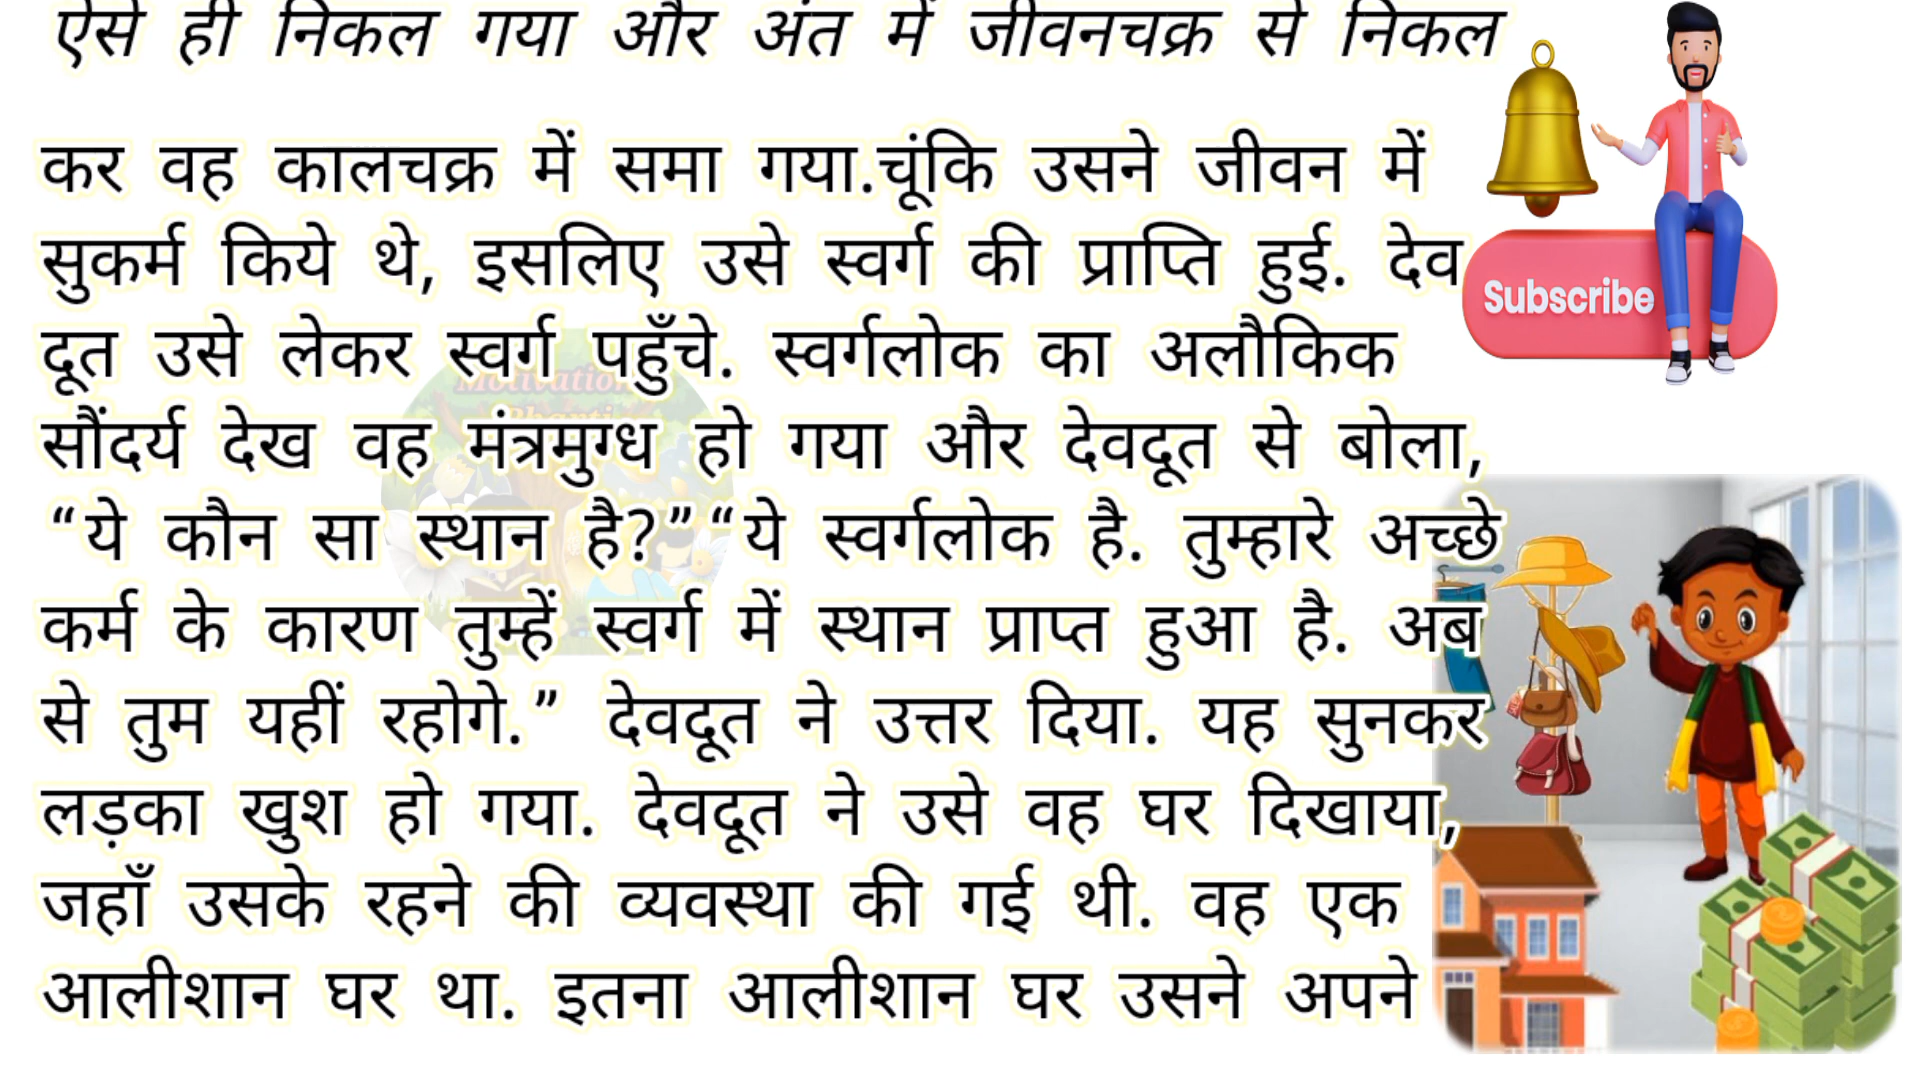 ऐसे ही निकल गया और अंत में जीवनचक्र से निकल
कर वह कालचक्र में समा गया.चूंकि उसने जीवन में
सुकर्म किये थे, इसलिए उसे स्वर्ग की प्राप्ति हुई. देव
दूत उसे लेकर स्वर्ग पहुँचे. स्वर्गलोक का अलौकिक
सौंदर्य देख वह मंत्रमुग्ध हो गया और देवदूत से बोला,
“ये कौन सा स्थान है?”“ये स्वर्गलोक है. तुम्हारे अच्छे
कर्म के कारण तुम्हें स्वर्ग में स्थान प्राप्त हुआ है. अब
से तुम यहीं रहोगे.” देवदूत ने उत्तर दिया. यह सुनकर
लड़का खुश हो गया. देवदूत ने उसे वह घर दिखाया,
जहाँ उसके रहने की व्यवस्था की गई थी. वह एक
आलीशान घर था. इतना आलीशान घर उसने अपने
Subscribe